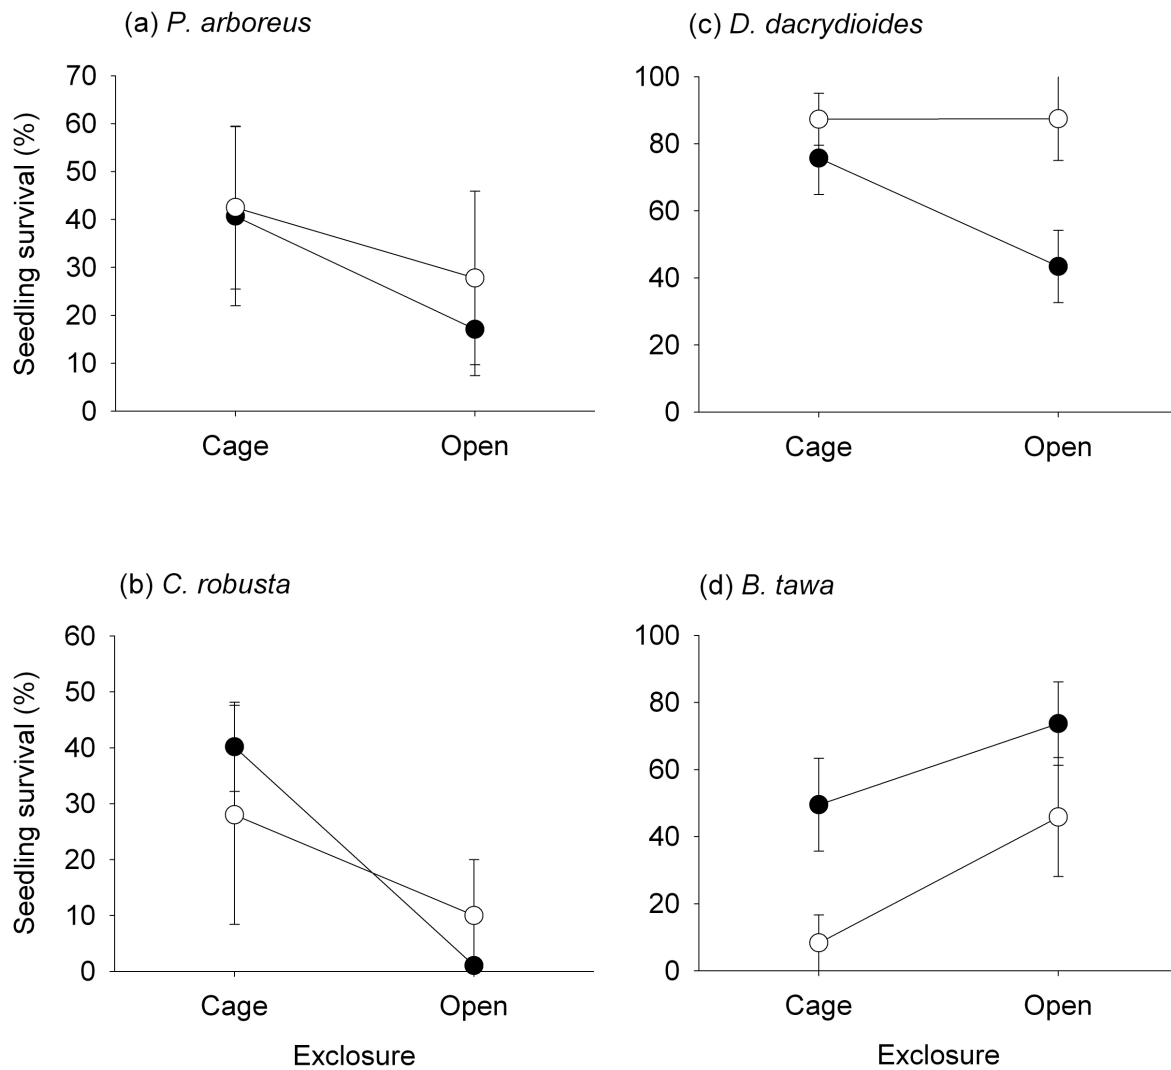 (a) P. arboreus
70
60
50
40
30
20
10
0
Seedling survival (%)
Cage Open
(c) D. dacrydioides
100
80
60
40
20
0
Cage Open
(b) C. robusta
60
50
40
30
20
10
0
Seedling survival (%)
Cage Open
Exclosure
(d) B. tawa
100
80
60
40
20
0
Cage Open
Exclosure